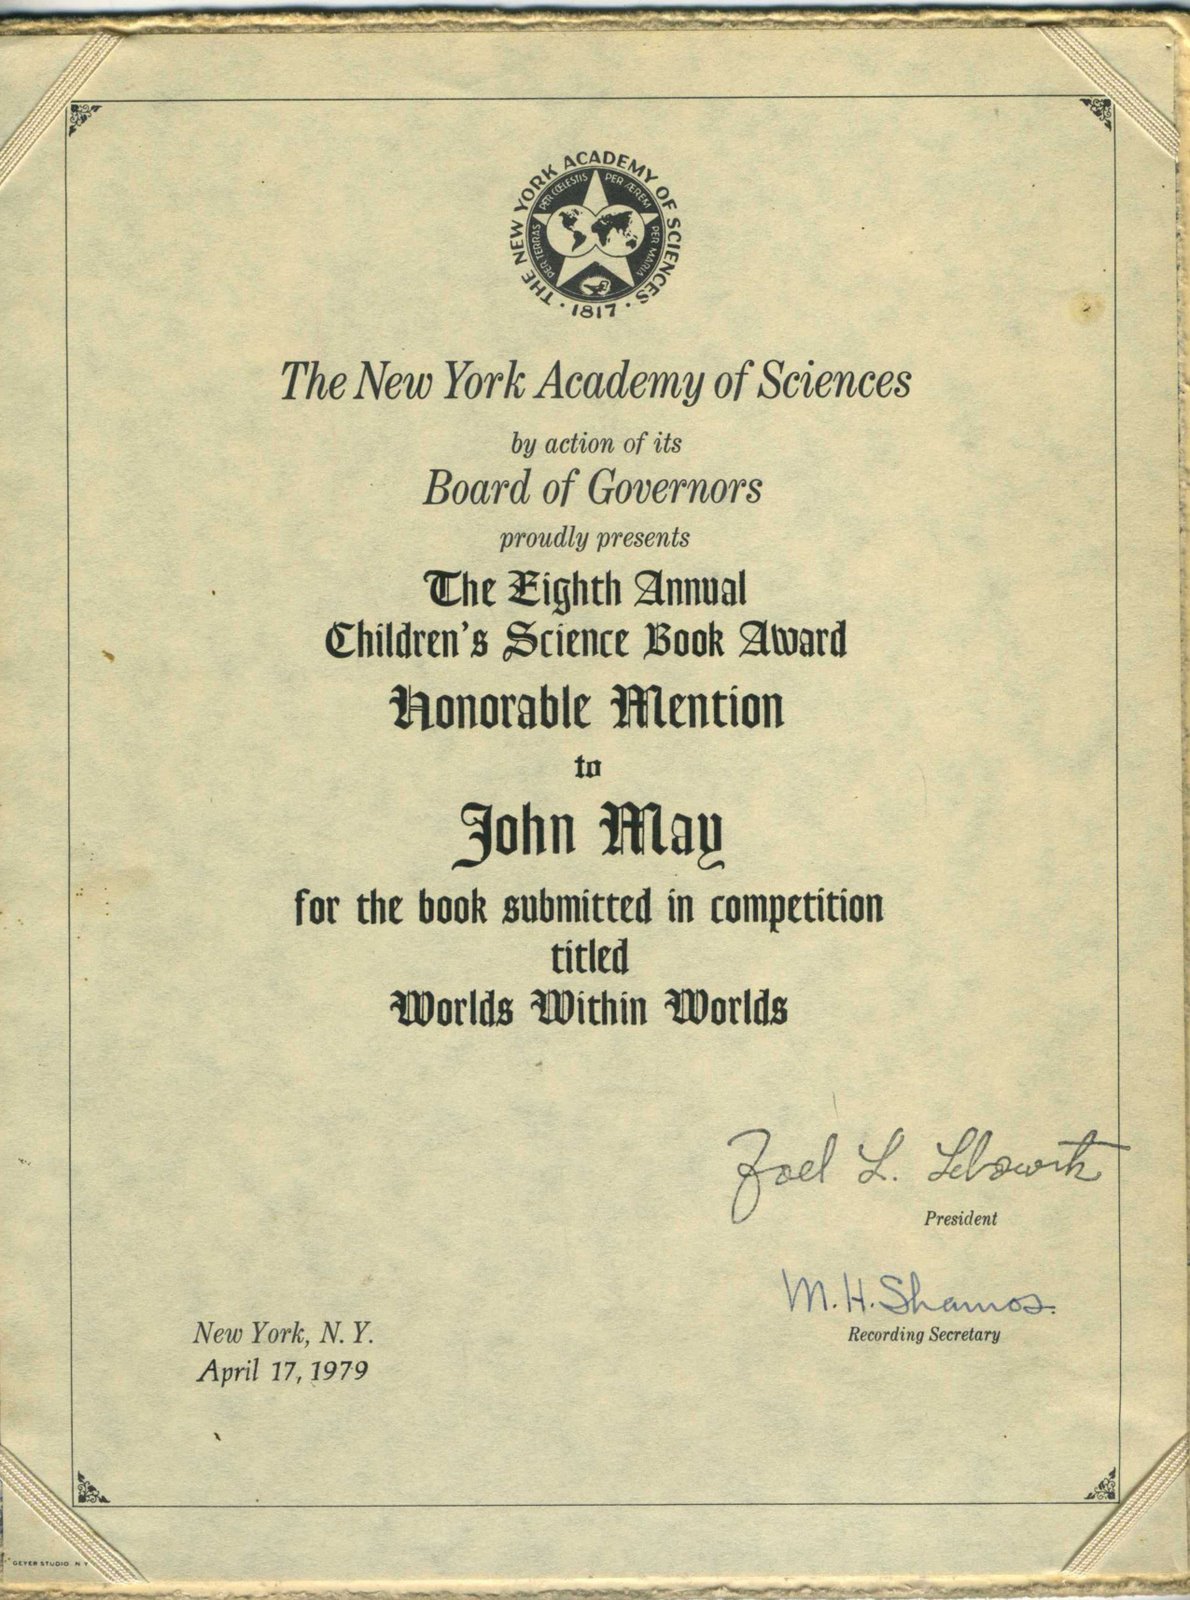 THE NEW YORK ACADEMY OF SCIENCES · 1817 ·
PER TERRAS PER CŒLESTIS PER ÆREM PER MARIA
The New York Academy of Sciences
by action of its
Board of Governors
proudly presents
The Eighth Annual
Children's Science Book Award
Honorable Mention
to
John May
for the book submitted in competition
titled
Worlds Within Worlds
Joel L. Lebowitz
President
M. H. Shamos
Recording Secretary
New York, N. Y.
April 17, 1979
GEYER STUDIO N Y